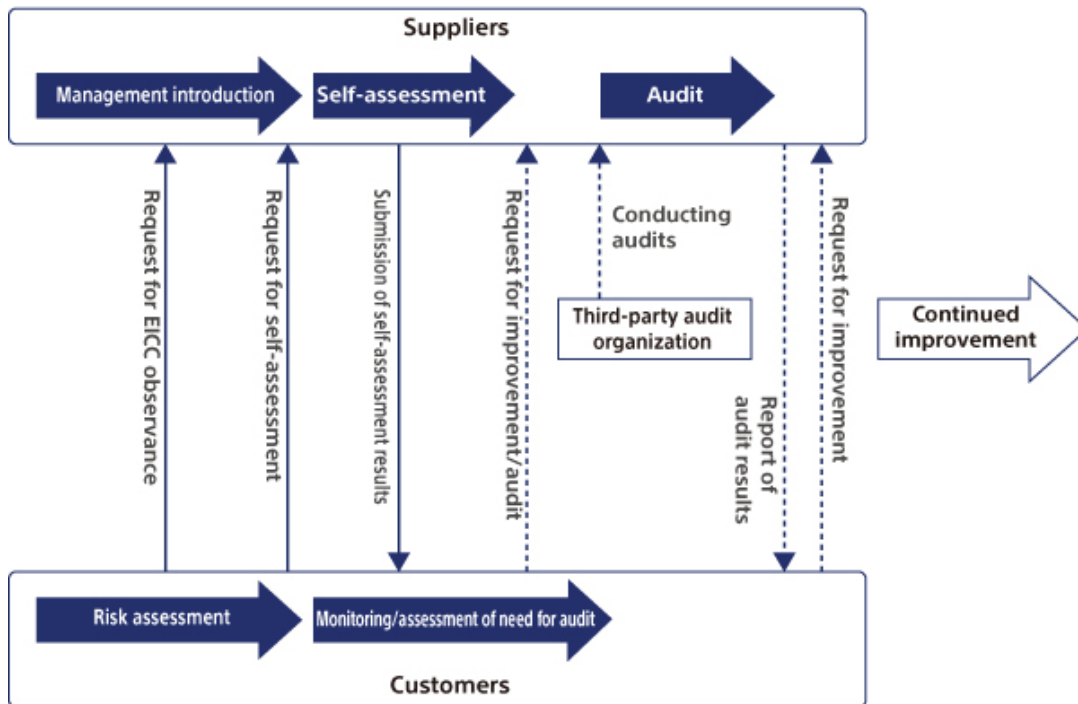 Suppliers
Management introduction
Self-assessment
Audit
Request for EICC observance
Request for self-assessment
Submission of self-assessment results
Request for improvement/audit
Conducting
audits
Third-party audit
organization
Report of
audit results
Request for improvement
Continued
improvement
Risk assessment
Monitoring/assessment of need for audit
Customers